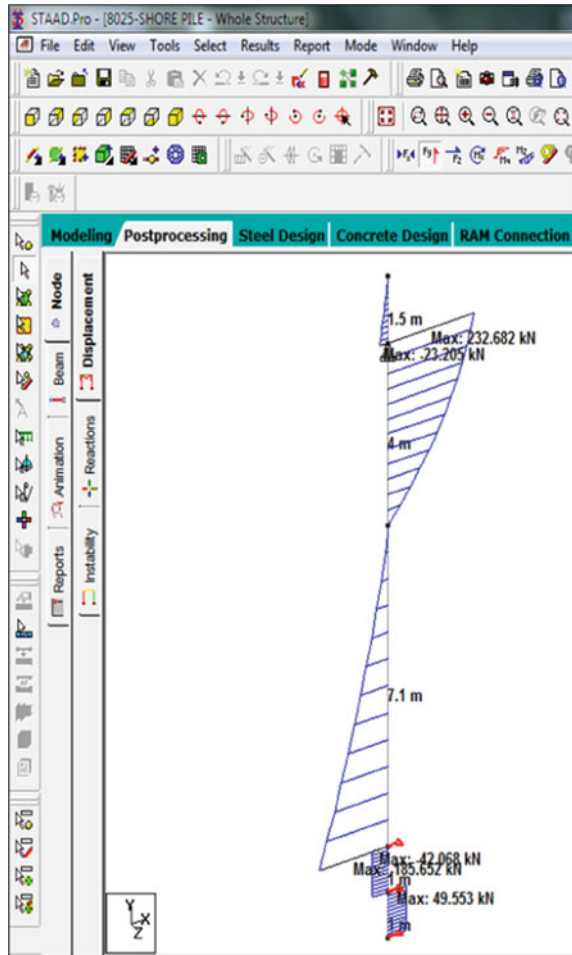 STAAD.Pro - [8025-SHORE PILE - Whole Structure]
File Edit View Tools Select Results Report Mode Window Help
Modeling Postprocessing Steel Design Concrete Design RAM Connection
Node
Beam
Animation
Reports
Displacement
Reactions
Instability
1.5 m
Max: 232.682 kN
Max: -23.205 kN
4 m
7.1 m
Max: -42.068 kN
Max: -185.652 kN
1 m
Max: 49.553 kN
1 m
Y
X
Z